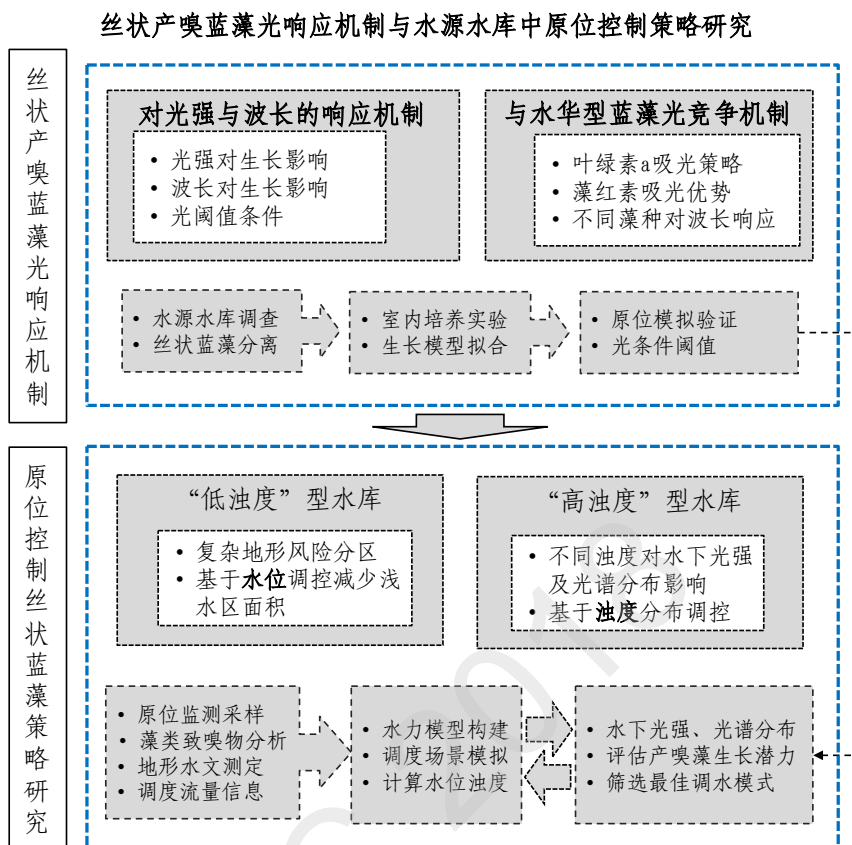 丝状产嗅蓝藻光响应机制与水源水库中原位控制策略研究
丝状产嗅蓝藻光响应机制
对光强与波长的响应机制
• 光强对生长影响
• 波长对生长影响
• 光阈值条件
与水华型蓝藻光竞争机制
• 叶绿素a吸光策略
• 藻红素吸光优势
• 不同藻种对波长响应
• 水源水库调查
• 丝状蓝藻分离
• 室内培养实验
• 生长模型拟合
• 原位模拟验证
• 光条件阈值
原位控制丝状蓝藻策略研究
“低浊度”型水库
• 复杂地形风险分区
• 基于水位调控减少浅
水区面积
“高浊度”型水库
• 不同浊度对水下光强
及光谱分布影响
• 基于浊度分布调控
• 原位监测采样
• 藻类致嗅物分析
• 地形水文测定
• 调度流量信息
• 水力模型构建
• 调度场景模拟
• 计算水位浊度
• 水下光强、光谱分布
• 评估产嗅藻生长潜力
• 筛选最佳调水模式
2018